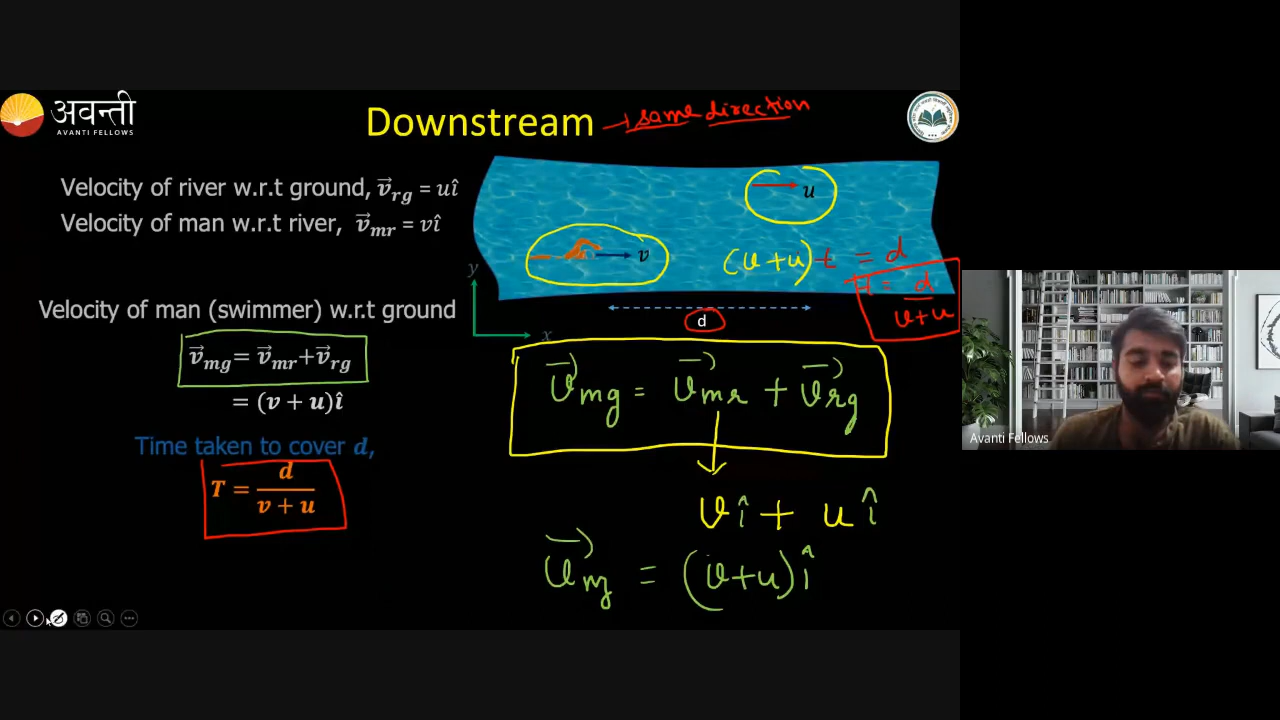 अवन्ती
AVANTI FELLOWS
Downstream → same direction
Velocity of river w.r.t ground, v⃗rg = uî
Velocity of man w.r.t river, v⃗mr = vî
u
v
(v+u)t = d
t = d/(v+u)
y
x
d
Velocity of man (swimmer) w.r.t ground
v⃗mg= v⃗mr+v⃗rg
= (v + u)î
Time taken to cover d,
T = d/(v + u)
v⃗mg = v⃗mr + v⃗rg
vî + uî
v⃗m = (v+u)î
Avanti Fellows